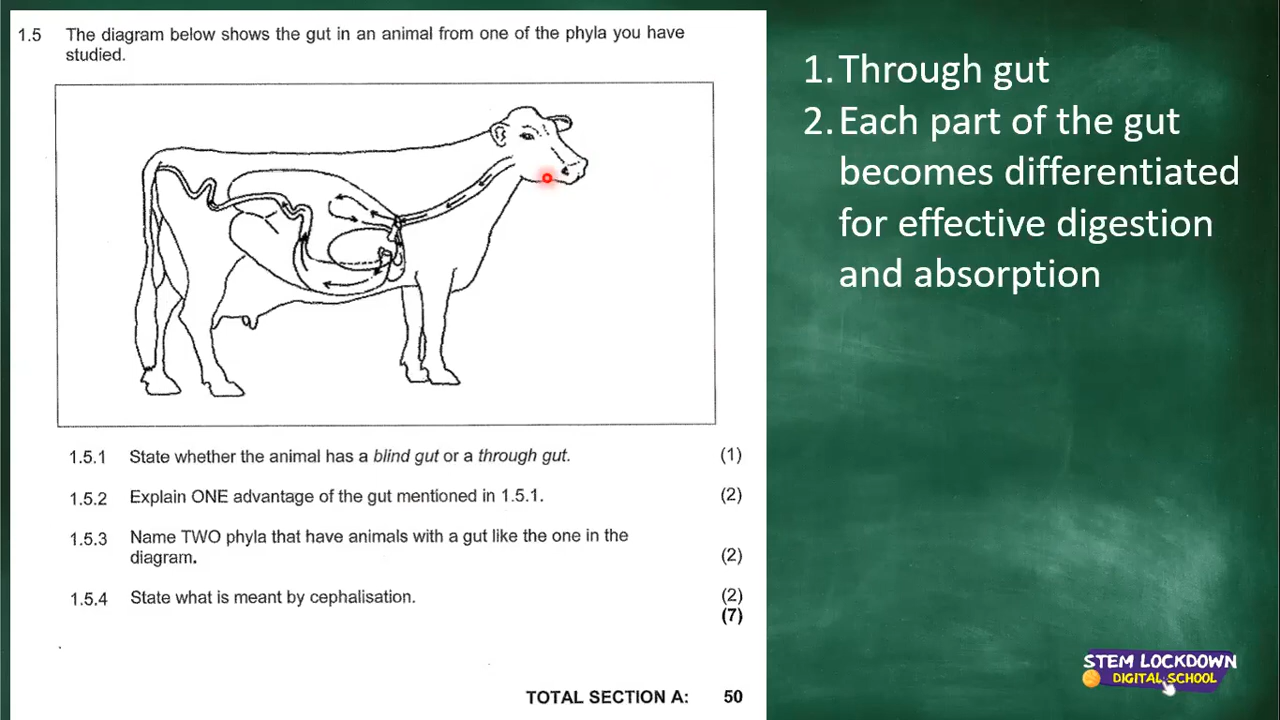 1.5 The diagram below shows the gut in an animal from one of the phyla you have
studied.
1.5.1 State whether the animal has a blind gut or a through gut. (1)
1.5.2 Explain ONE advantage of the gut mentioned in 1.5.1. (2)
1.5.3 Name TWO phyla that have animals with a gut like the one in the
diagram. (2)
1.5.4 State what is meant by cephalisation. (2)
(7)
TOTAL SECTION A: 50
1. Through gut
2. Each part of the gut
becomes differentiated
for effective digestion
and absorption
STEM LOCKDOWN
DIGITAL SCHOOL